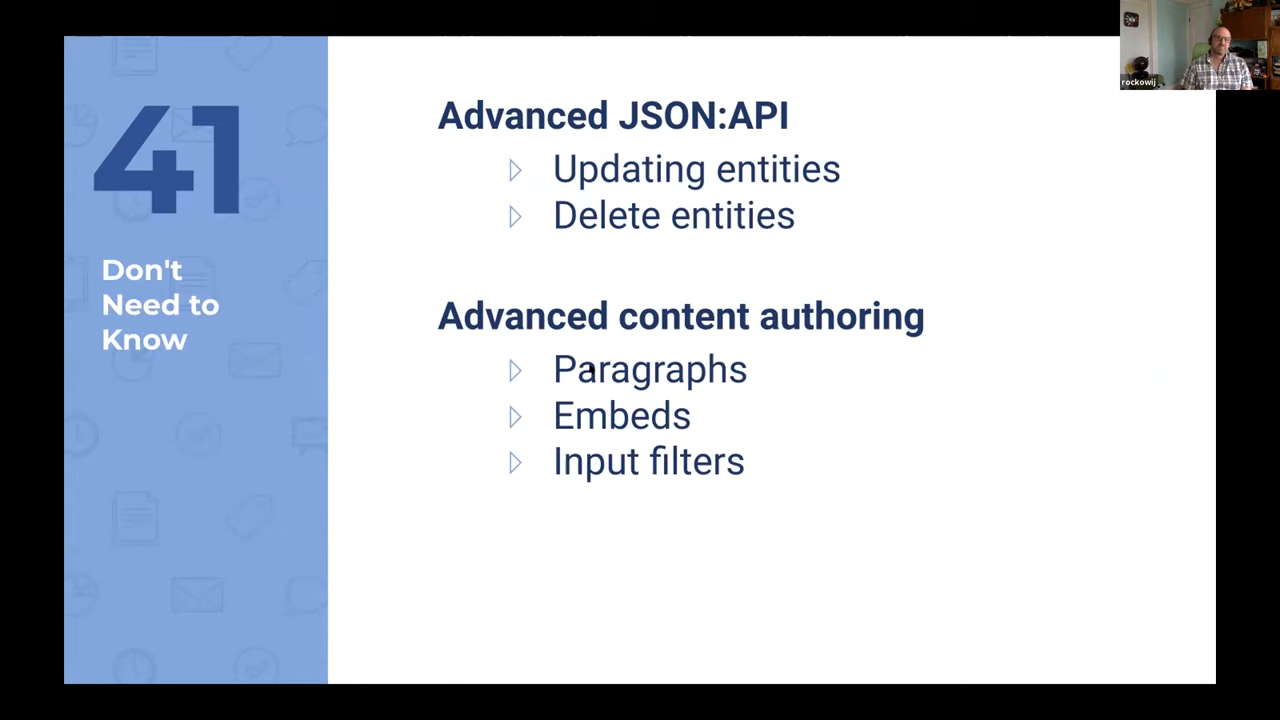 41
Don't
Need to
Know
Advanced JSON:API
Updating entities
Delete entities
Advanced content authoring
Paragraphs
Embeds
Input filters
rockowij